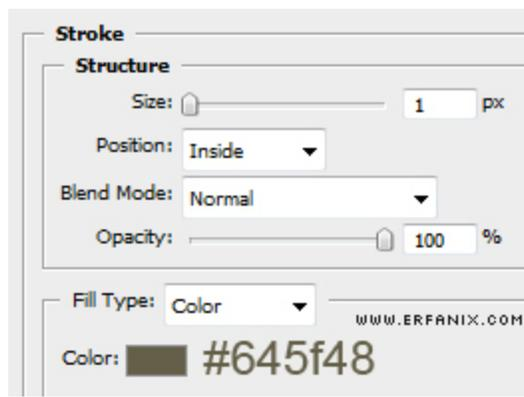 Stroke
Structure
Size: 1 px
Position: Inside
Blend Mode: Normal
Opacity: 100 %
Fill Type: Color
WWW.ERFANIX.COM
Color: #645f48